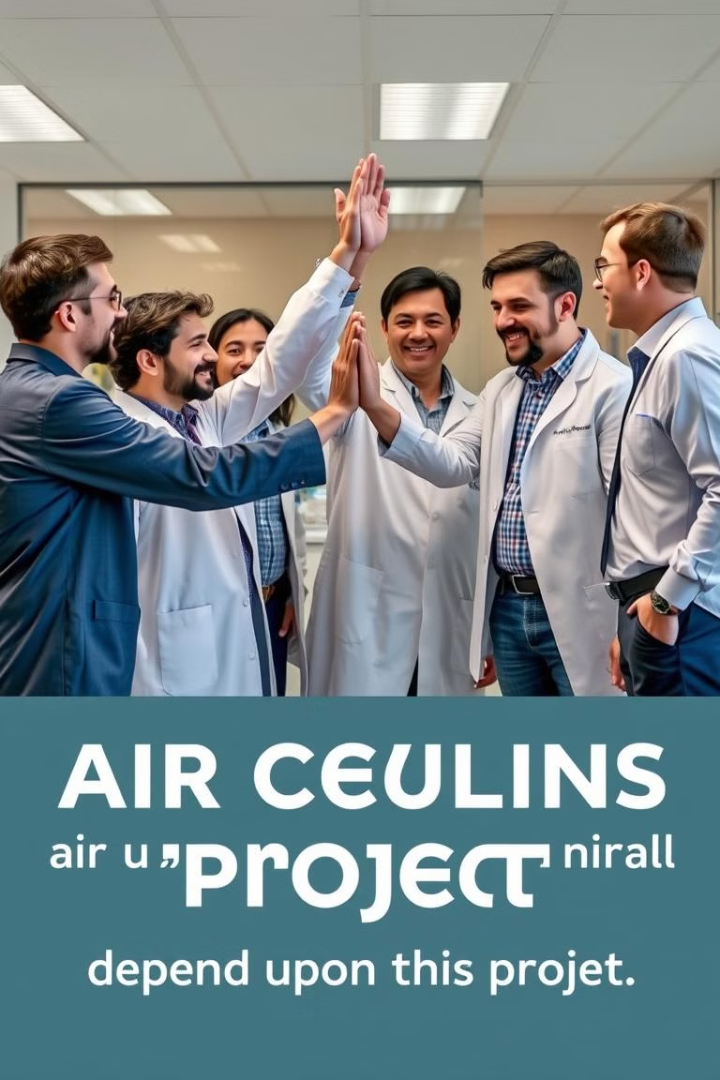 AIR CEULINS
air u "PROJECT nirall
depend upon this projet.